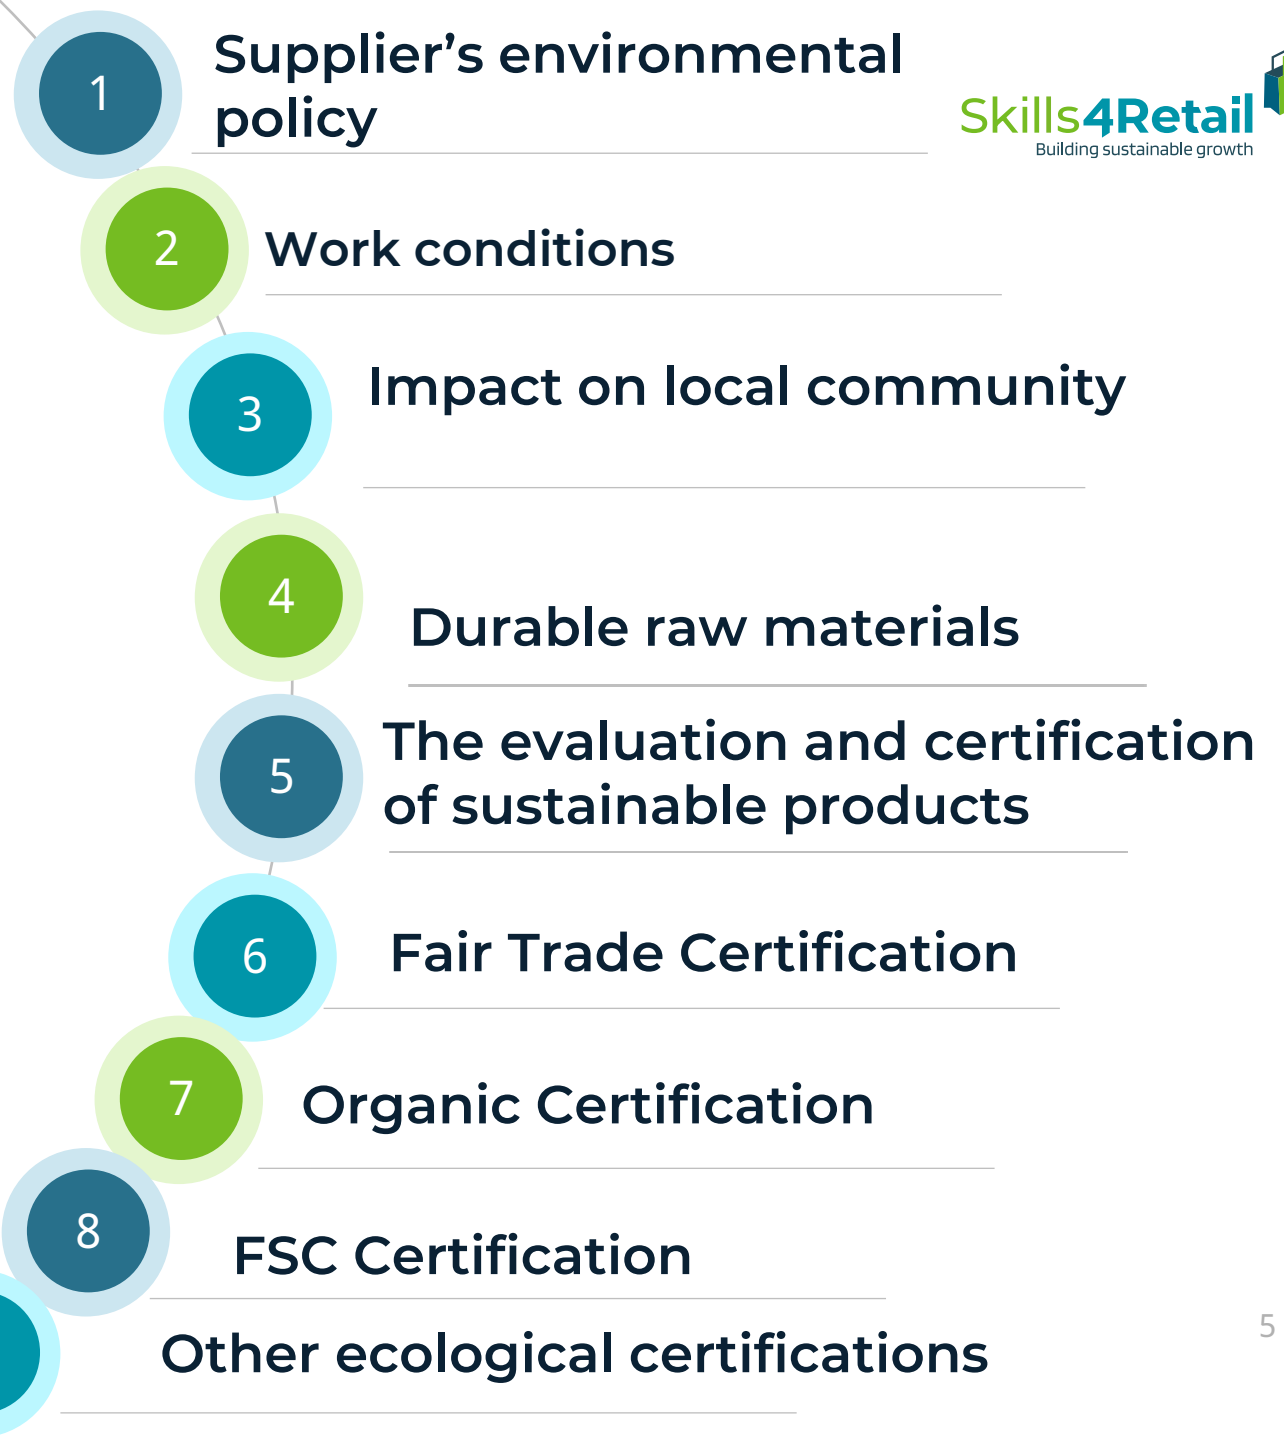 1
Supplier’s environmental
policy
Skills4Retail
Building sustainable growth
2
Work conditions
3
Impact on local community
4
Durable raw materials
5
The evaluation and certification
of sustainable products
6
Fair Trade Certification
7
Organic Certification
8
FSC Certification
Other ecological certifications
5